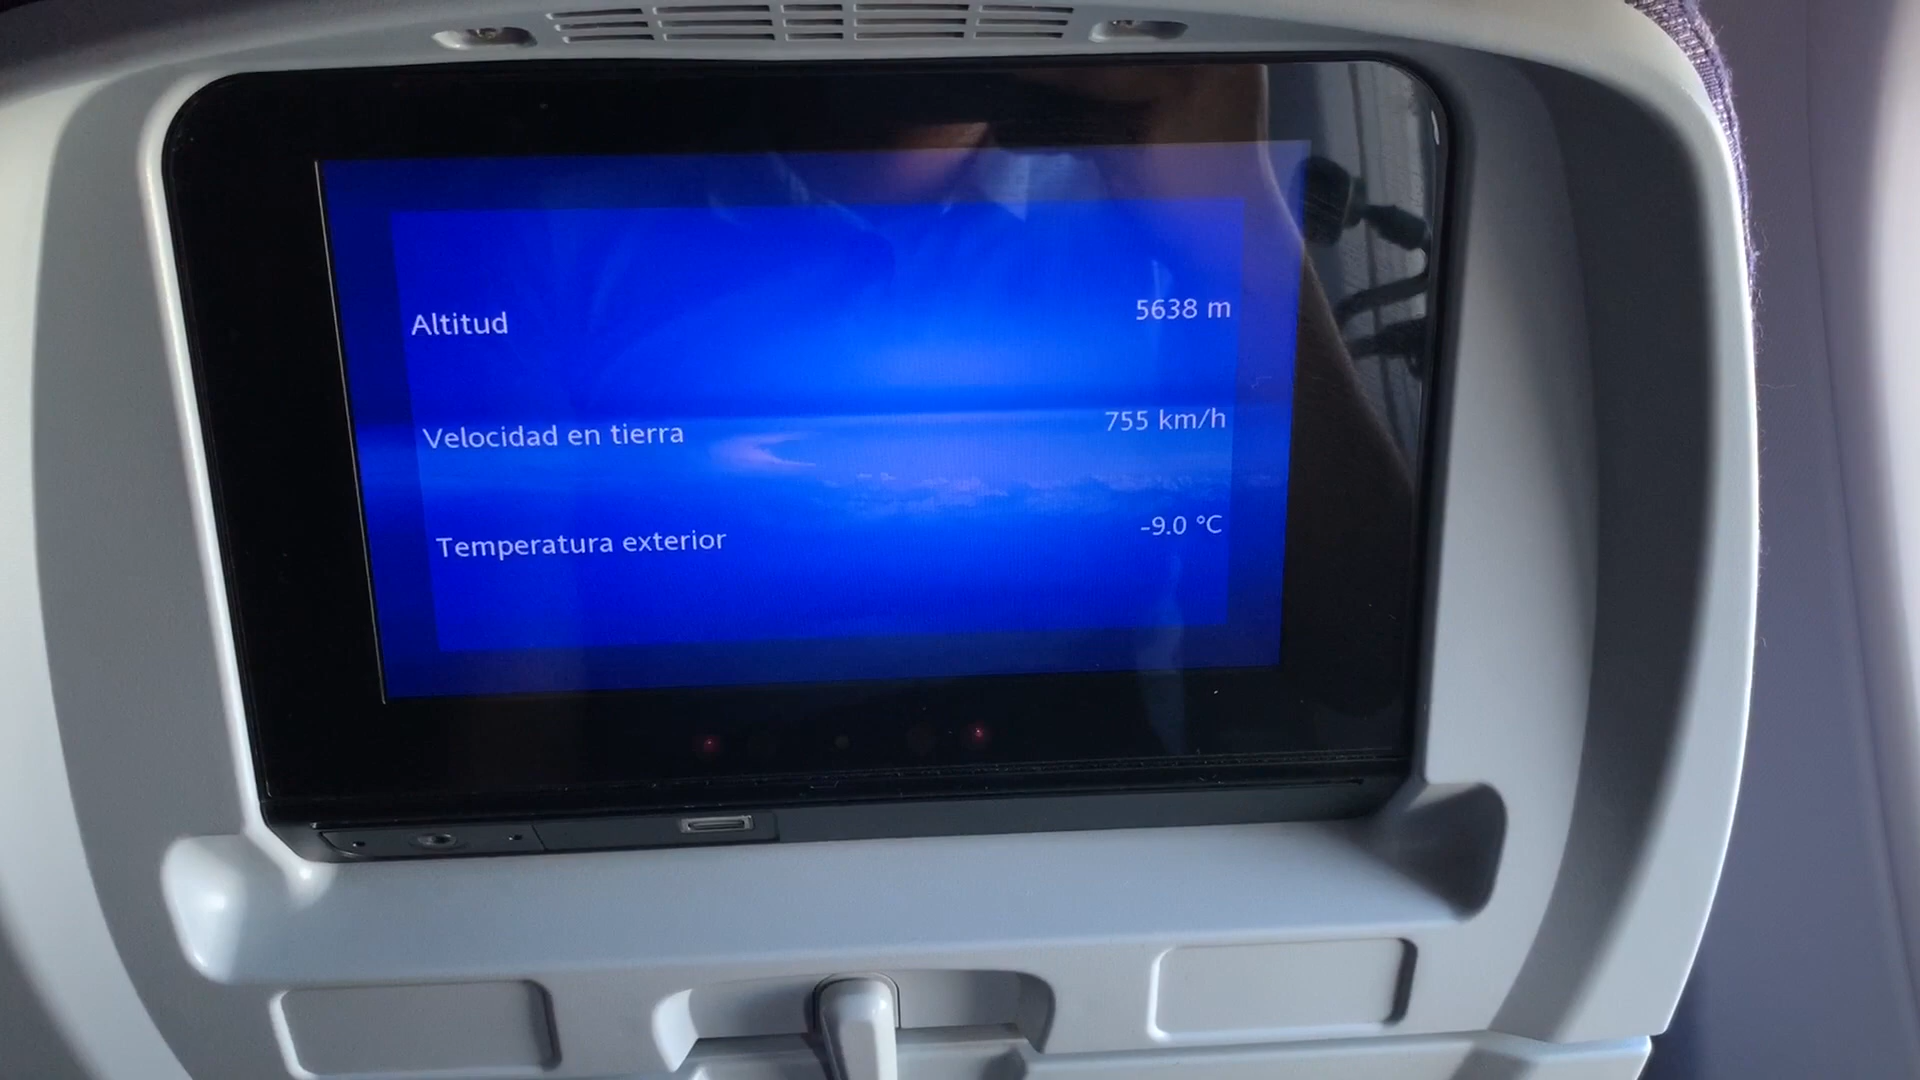 Altitud 5638 m
Velocidad en tierra 755 km/h
Temperatura exterior -9.0 °C